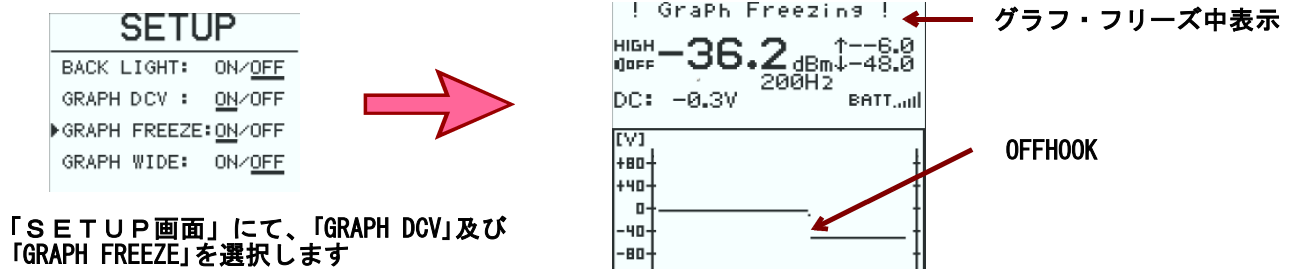 SETUP
BACK LIGHT: ON/OFF
GRAPH DCV : ON/OFF
▶GRAPH FREEZE:ON/OFF
GRAPH WIDE: ON/OFF
「ＳＥＴＵＰ画面」にて、「GRAPH DCV」及び
「GRAPH FREEZE」を選択します
! GraPh Freezing !
グラフ・フリーズ中表示
HIGH -36.2 dBm ↑--6.0
OFF ↓-48.0
200Hz
DC: -0.3V BATT
[V]
+80
+40
0
-40
-80
OFFHOOK